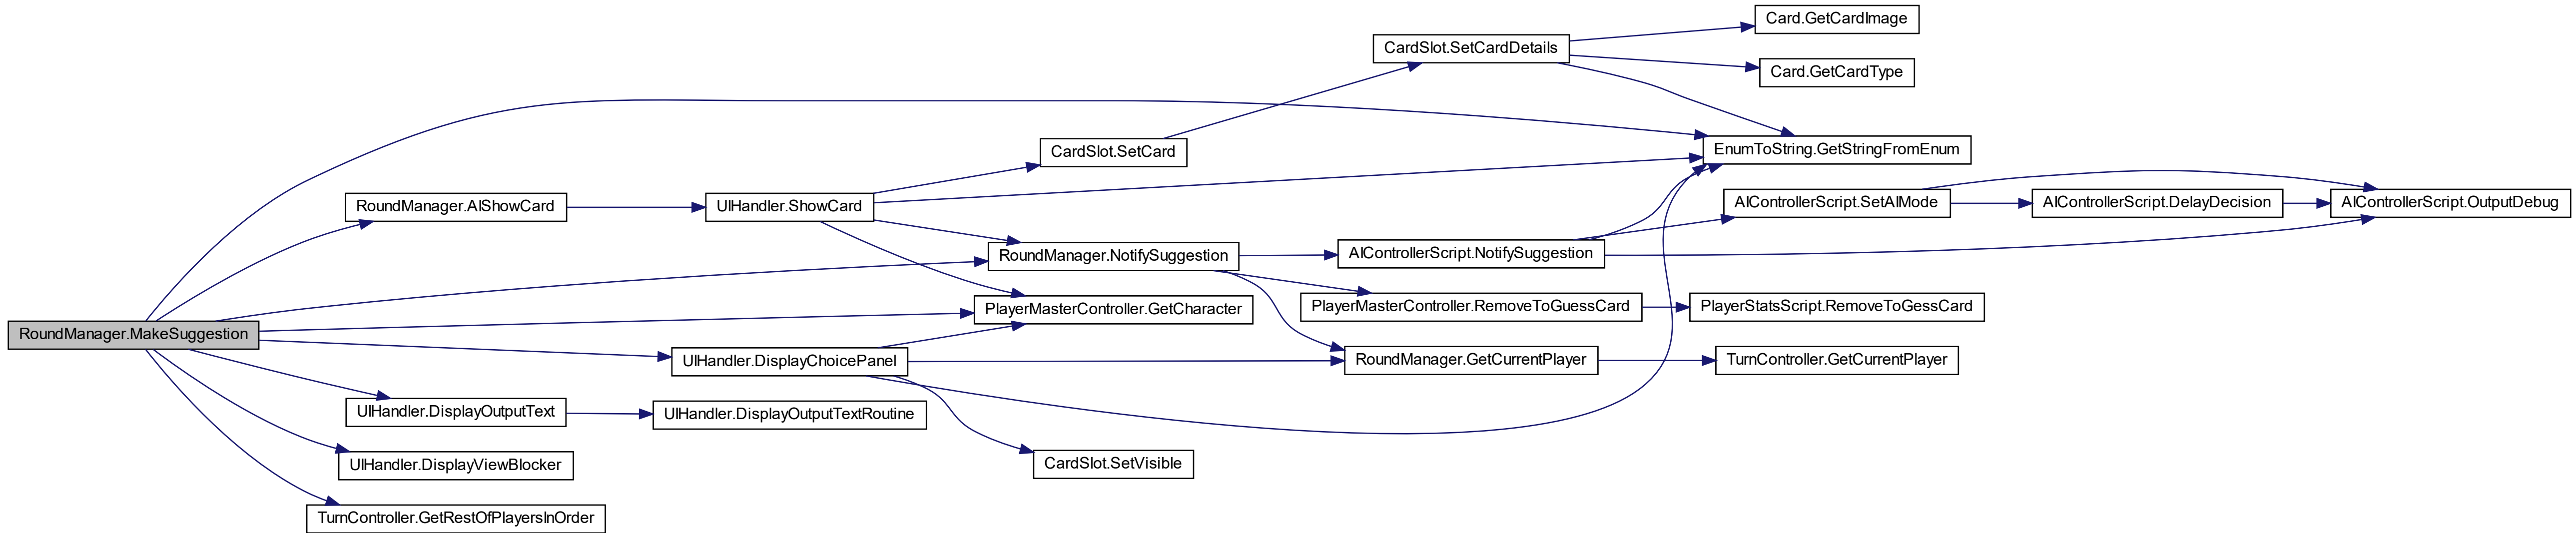 Card.GetCardImage
CardSlot.SetCardDetails
Card.GetCardType
CardSlot.SetCard
EnumToString.GetStringFromEnum
RoundManager.AIShowCard
UIHandler.ShowCard
AIControllerScript.SetAIMode
AIControllerScript.DelayDecision
AIControllerScript.OutputDebug
RoundManager.NotifySuggestion
AIControllerScript.NotifySuggestion
PlayerMasterController.GetCharacter
PlayerMasterController.RemoveToGuessCard
PlayerStatsScript.RemoveToGessCard
RoundManager.MakeSuggestion
UIHandler.DisplayChoicePanel
RoundManager.GetCurrentPlayer
TurnController.GetCurrentPlayer
UIHandler.DisplayOutputText
UIHandler.DisplayOutputTextRoutine
UIHandler.DisplayViewBlocker
CardSlot.SetVisible
TurnController.GetRestOfPlayersInOrder